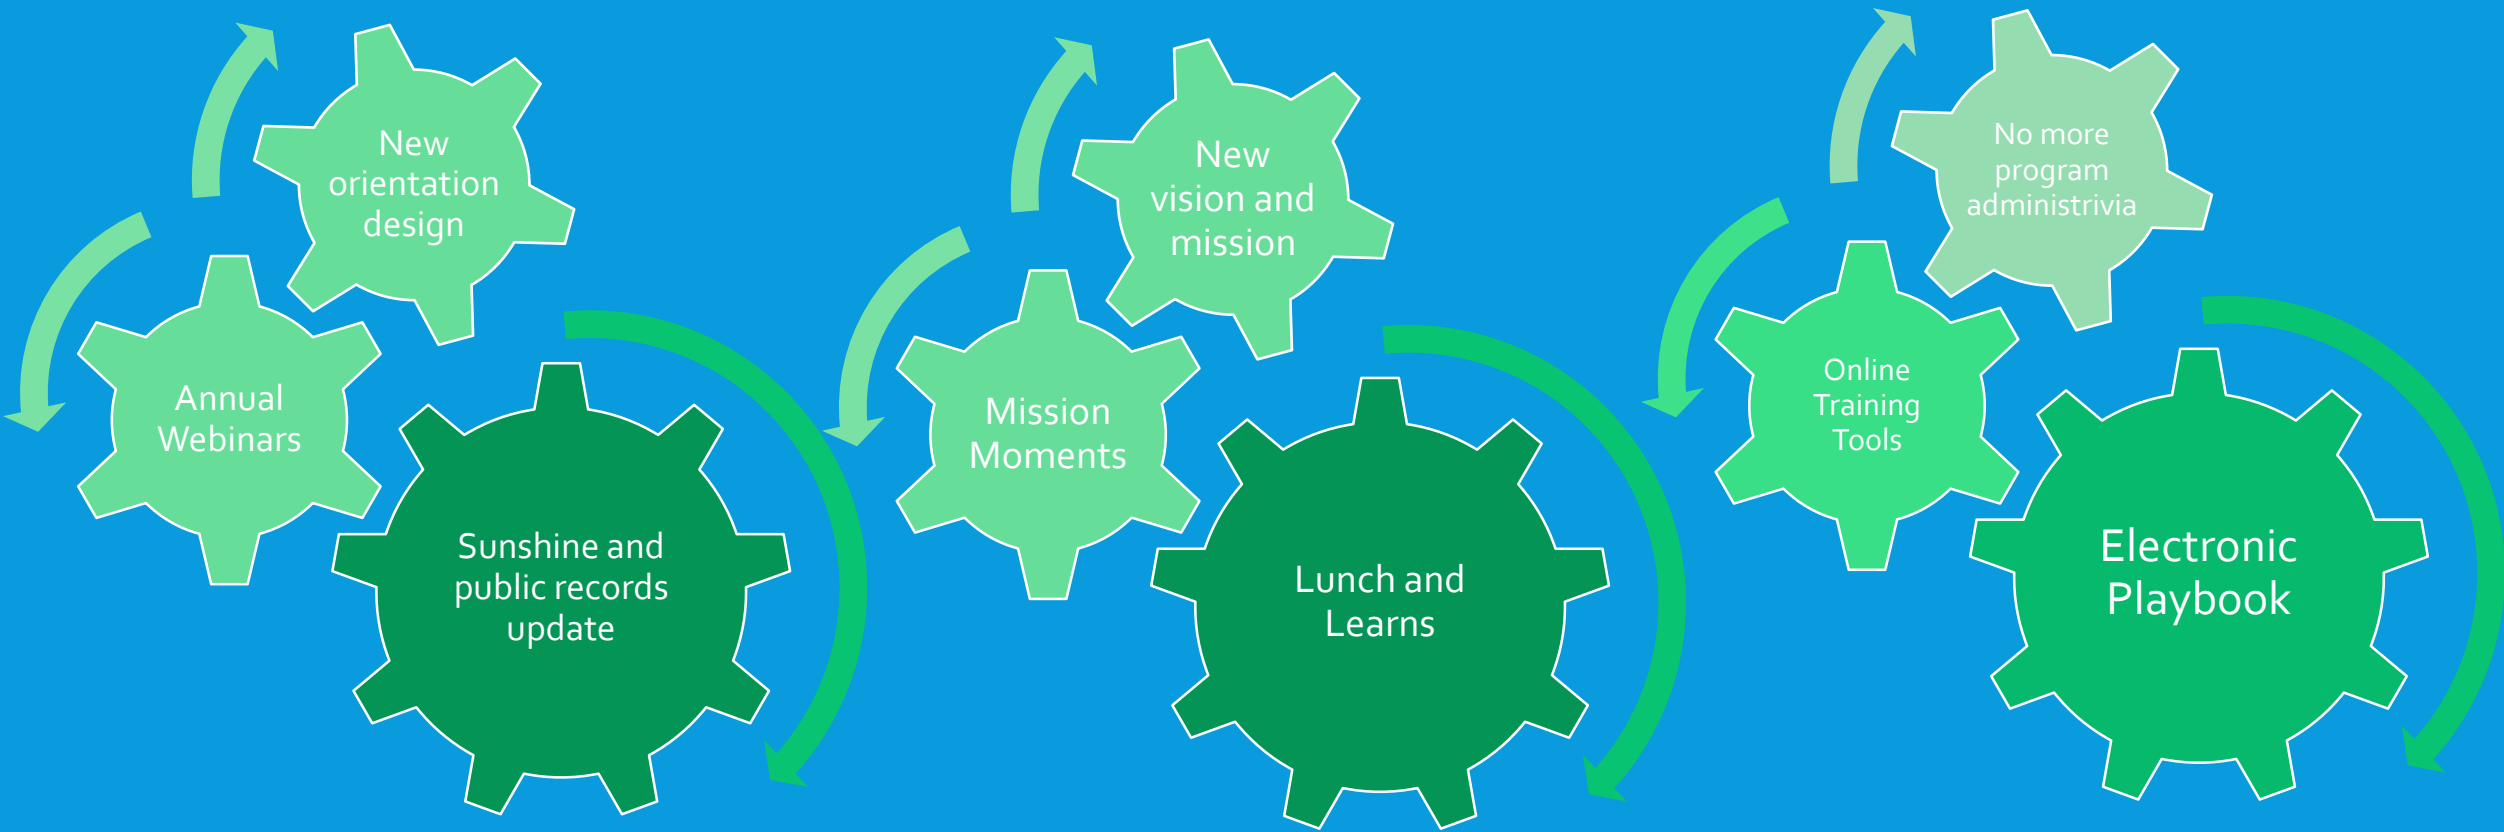 New
orientation
design
Annual
Webinars
Sunshine and
public records
update
New
vision and
mission
Mission
Moments
Lunch and
Learns
No more
program
administrivia
Online
Training
Tools
Electronic
Playbook